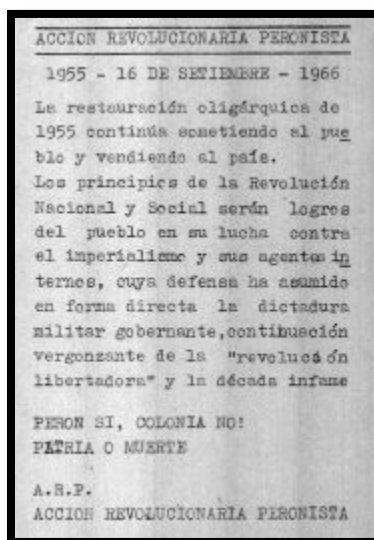 ACCION REVOLUCIONARIA PERONISTA
1955 - 16 DE SETIEMBRE - 1966
La restauración oligárquica de
1955 continúa sometiendo al pue
blo y vendiendo al país.
Los principios de la Revolución
Nacional y Social serán logros
del pueblo en su lucha contra
el imperialismo y sus agentes in
ternos, cuya defensa ha asumido
en forma directa la dictadura
militar gobernante,contibuación
vergonzante de la "revolucá ón
libertadora" y la década infame
PERON SI, COLONIA NO!
PATRIA O MUERTE
A.R.P.
ACCION REVOLUCIONARIA PERONISTA